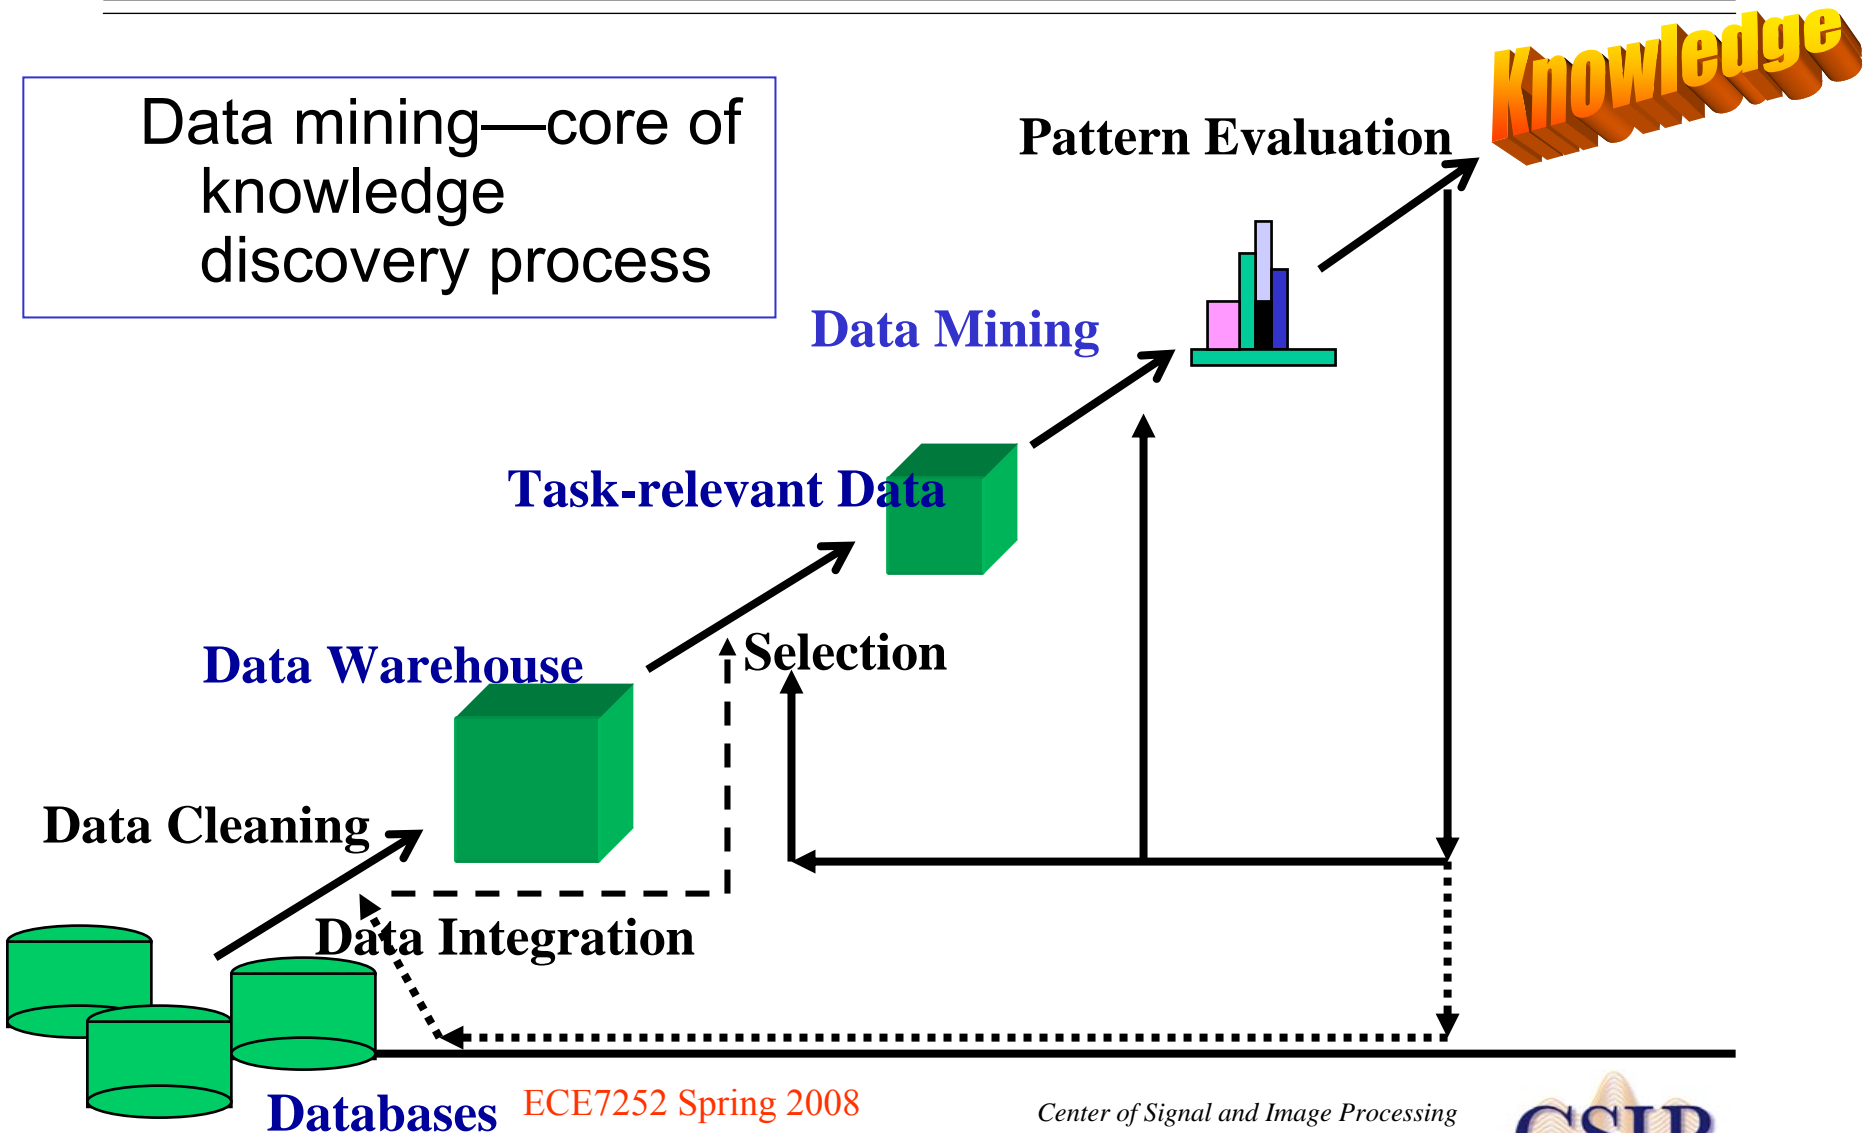 Knowledge
Data mining—core of
knowledge
discovery process
Pattern Evaluation
Data Mining
Task-relevant Data
Selection
Data Warehouse
Data Cleaning
Data Integration
Databases
ECE7252 Spring 2008
Center of Signal and Image Processing
CSIP